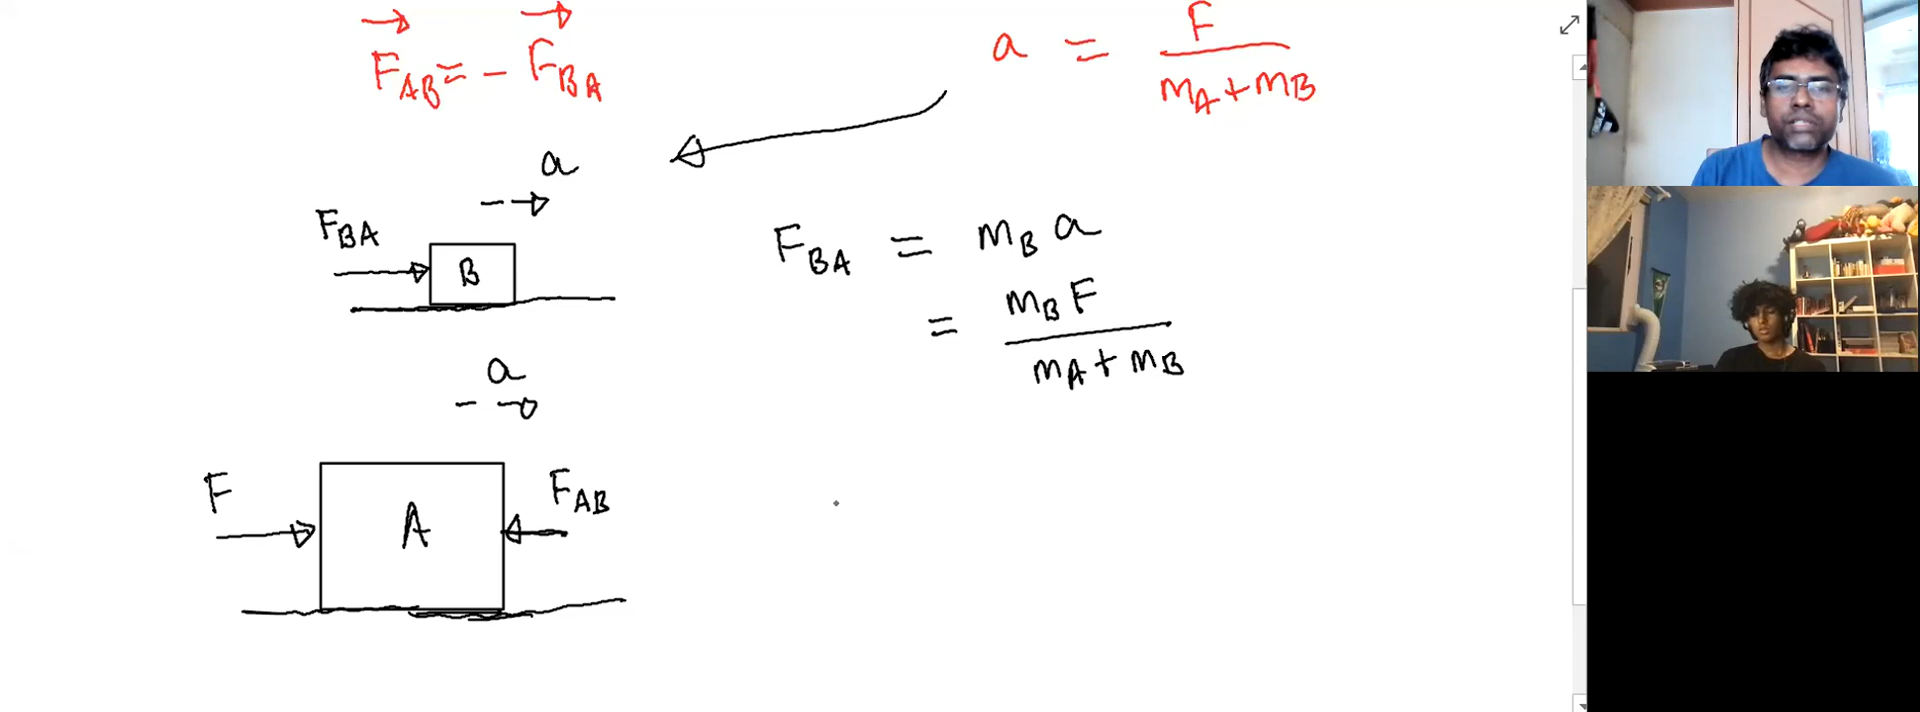 F_AB = - F_BA
a = F / (m_A + m_B)
a
F_BA
B
F_BA = m_B a
= m_B F / (m_A + m_B)
a
F
A
F_AB